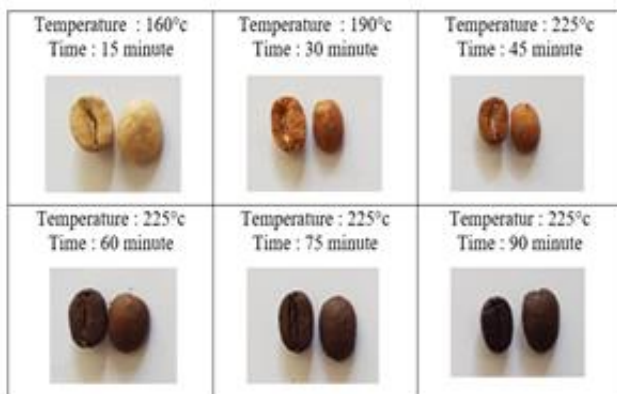 Temperature : 160°c
Time : 15 minute
Temperature : 190°c
Time : 30 minute
Temperature : 225°c
Time : 45 minute
Temperature : 225°c
Time : 60 minute
Temperature : 225°c
Time : 75 minute
Temperatur : 225°c
Time : 90 minute